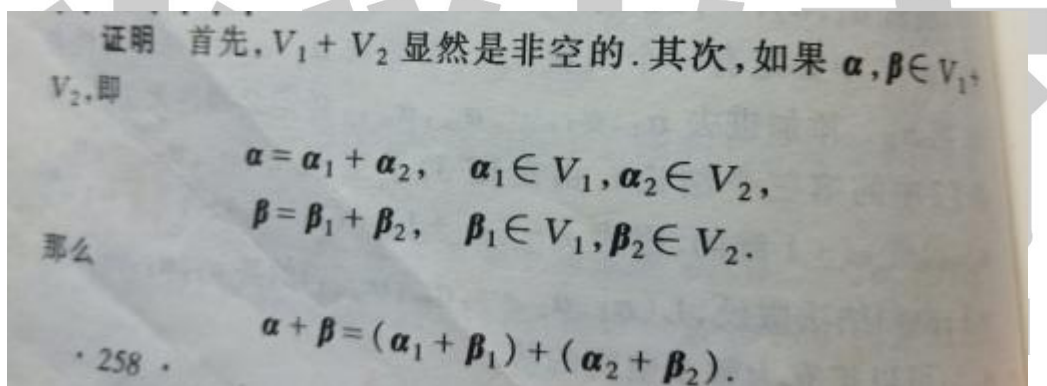 证明 首先,V₁ + V₂ 显然是非空的.其次,如果 α,β∈V₁+
V₂,即
α = α₁ + α₂, α₁∈V₁,α₂∈V₂,
β = β₁ + β₂, β₁∈V₁,β₂∈V₂.
那么
α + β = (α₁ + β₁) + (α₂ + β₂).
· 258 ·